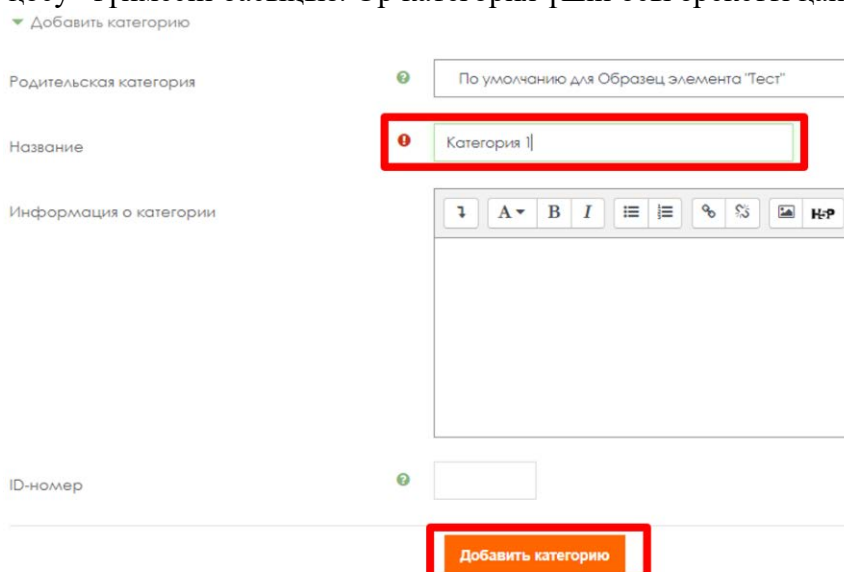 Добавить категорию
Родительская категория
По умолчанию для Образец элемента "Тест"
Название
Категория 1
Информация о категории
A B I H5P
ID-номер
Добавить категорию